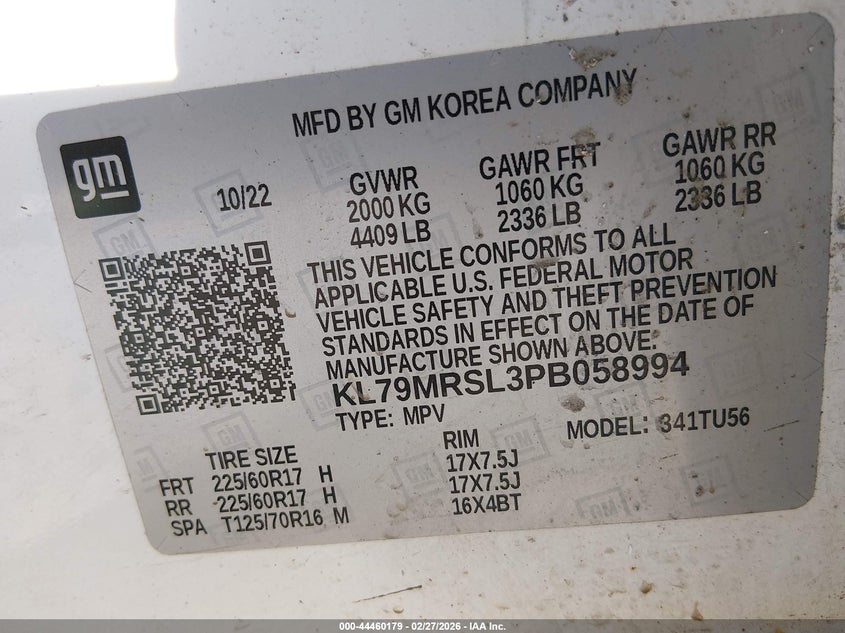 MFD BY GM KOREA COMPANY
gm
10/22
GVWR
2000 KG
4409 LB
GAWR FRT
1060 KG
2336 LB
GAWR RR
1060 KG
2336 LB
THIS VEHICLE CONFORMS TO ALL
APPLICABLE U.S. FEDERAL MOTOR
VEHICLE SAFETY AND THEFT PREVENTION
STANDARDS IN EFFECT ON THE DATE OF
MANUFACTURE SHOWN ABOVE.
KL79MRSL3PB058994
TYPE: MPV
MODEL: 341TU56
TIRE SIZE RIM
FRT 225/60R17 H 17X7.5J
RR 225/60R17 H 17X7.5J
SPA T125/70R16 M 16X4BT
000-44460179 - 02/27/2026 - IAA Inc.